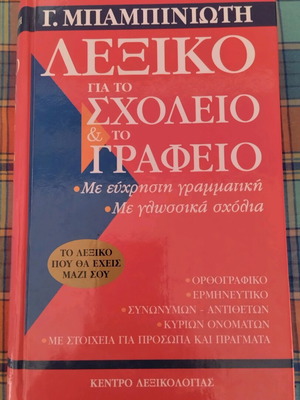 Γ. ΜΠΑΜΠΙΝΙΩΤΗ
ΛΕΞΙΚΟ
ΓΙΑ ΤΟ
ΣΧΟΛΕΙΟ
& ΤΟ
ΓΡΑΦΕΙΟ
• Με εύχρηστη γραμματική
• Με γλωσσικά σχόλια
ΤΟ ΛΕΞΙΚΟ
ΠΟΥ ΘΑ ΕΧΕΙΣ
ΜΑΖΙ ΣΟΥ
• ΟΡΘΟΓΡΑΦΙΚΟ
• ΕΡΜΗΝΕΥΤΙΚΟ
• ΣΥΝΩΝΥΜΩΝ - ΑΝΤΙΘΕΤΩΝ
• ΚΥΡΙΩΝ ΟΝΟΜΑΤΩΝ
• ΜΕ ΣΤΟΙΧΕΙΑ ΓΙΑ ΠΡΟΣΩΠΑ ΚΑΙ ΠΡΑΓΜΑΤΑ
ΚΕΝΤΡΟ ΛΕΞΙΚΟΛΟΓΙΑΣ